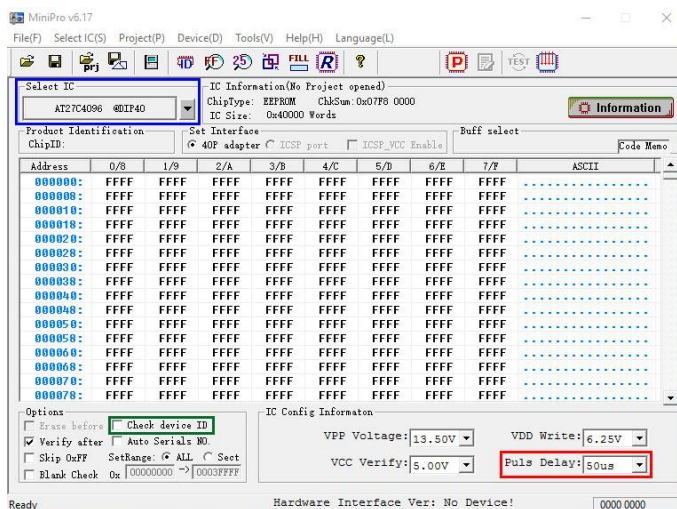 MiniPro v6.17
File(F) Select IC(S) Project(P) Device(D) Tools(V) Help(H) Language(L)
prj FILL R ? P TEST
Select IC
AT27C4096 @DIP40
IC Information(No Project opened)
ChipType: EEPROM ChkSum:0x07F8 0000
IC Size: 0x40000 Words
Information
Product Identification
ChipID:
Set Interface
40P adapter ICSP port ICSP_VCC Enable
Buff select
Code Memo
Address 0/8 1/9 2/A 3/B 4/C 5/D 6/E 7/F ASCII
000000: FFFF FFFF FFFF FFFF FFFF FFFF FFFF FFFF ................
000008: FFFF FFFF FFFF FFFF FFFF FFFF FFFF FFFF ................
000010: FFFF FFFF FFFF FFFF FFFF FFFF FFFF FFFF ................
000018: FFFF FFFF FFFF FFFF FFFF FFFF FFFF FFFF ................
000020: FFFF FFFF FFFF FFFF FFFF FFFF FFFF FFFF ................
000028: FFFF FFFF FFFF FFFF FFFF FFFF FFFF FFFF ................
000030: FFFF FFFF FFFF FFFF FFFF FFFF FFFF FFFF ................
000038: FFFF FFFF FFFF FFFF FFFF FFFF FFFF FFFF ................
000040: FFFF FFFF FFFF FFFF FFFF FFFF FFFF FFFF ................
000048: FFFF FFFF FFFF FFFF FFFF FFFF FFFF FFFF ................
000050: FFFF FFFF FFFF FFFF FFFF FFFF FFFF FFFF ................
000058: FFFF FFFF FFFF FFFF FFFF FFFF FFFF FFFF ................
000060: FFFF FFFF FFFF FFFF FFFF FFFF FFFF FFFF ................
000068: FFFF FFFF FFFF FFFF FFFF FFFF FFFF FFFF ................
000070: FFFF FFFF FFFF FFFF FFFF FFFF FFFF FFFF ................
000078: FFFF FFFF FFFF FFFF FFFF FFFF FFFF FFFF ................
Options
Erase before Check device ID
Verify after Auto Serials NO.
Skip 0xFF SetRange: ALL Sect
Blank Check 0x 00000000 -> 0003FFFF
IC Config Informaton
VPP Voltage: 13.50V VDD Write: 6.25V
VCC Verify: 5.00V Puls Delay: 50us
Ready Hardware Interface Ver: No Device! 0000 0000